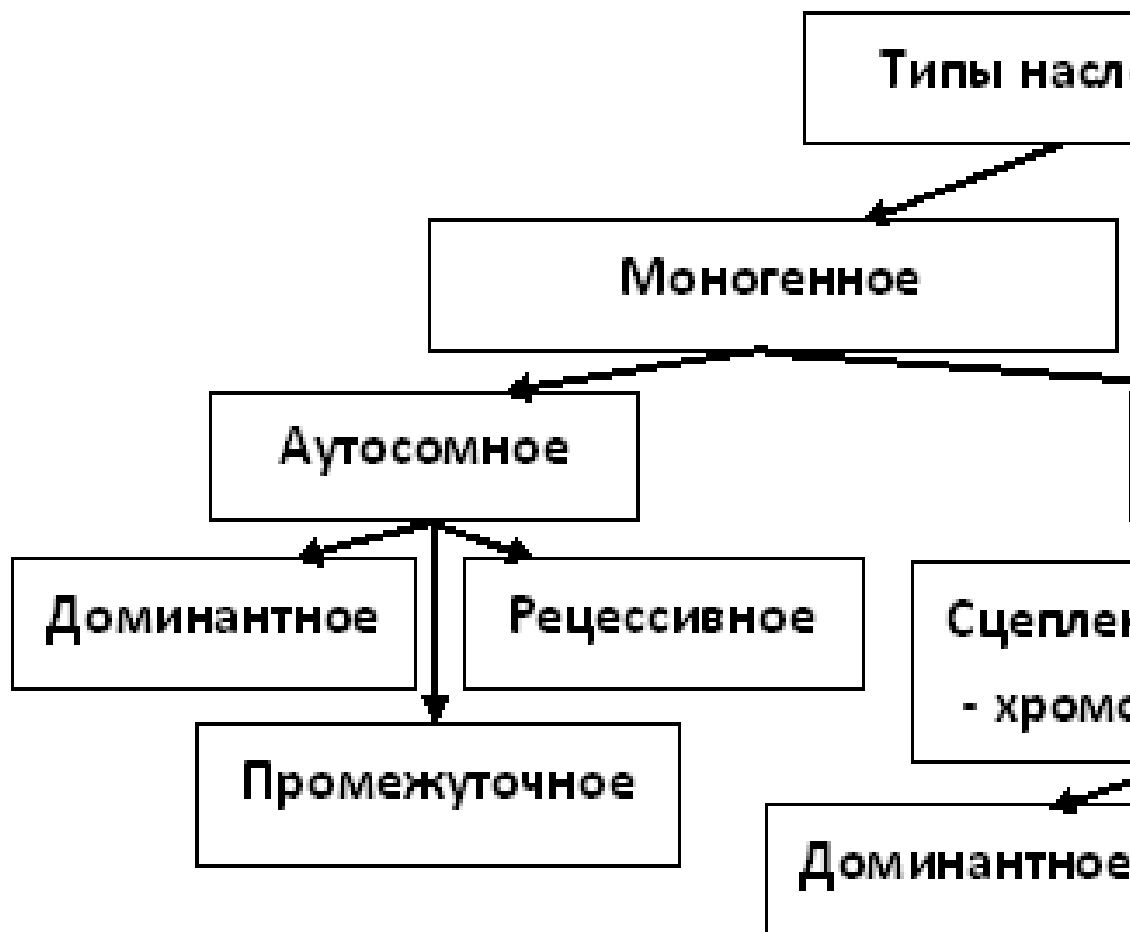 Типы насл
Моногенное
Аутосомное
Доминантное
Рецессивное
Сцеплен
- хромо
Промежуточное
Доминантное